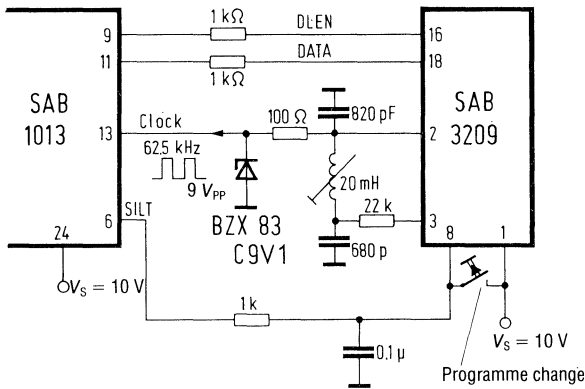 1 kΩ
DLEN
9
16
DATA
11
18
1 kΩ
SAB
1013
SAB
3209
Clock
100 Ω
820 pF
13
2
62.5 kHz
9 VPP
20 mH
SILT
6
BZX 83
C9V1
22 k
3
24
680 p
8
1
VS = 10 V
1 k
VS = 10 V
0,1 µ
Programme change